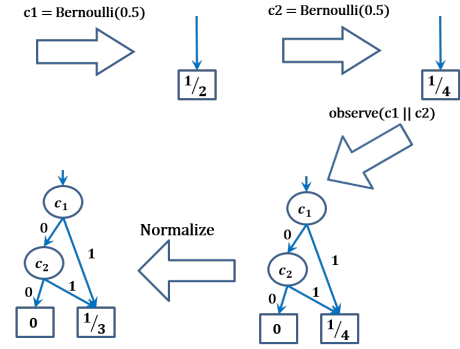 c1 = Bernoulli(0.5)
c2 = Bernoulli(0.5)
1/2
1/4
observe(c1 || c2)
c₁
0
1
c₂
0
1
0
1/3
Normalize
c₁
0
1
c₂
0
1
0
1/4